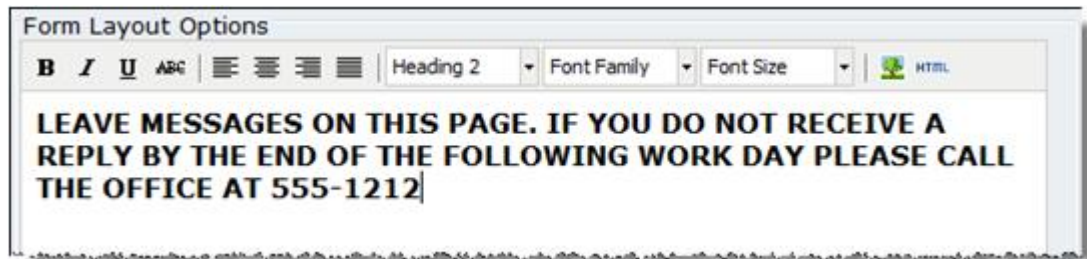 Form Layout Options
B I U ABC Heading 2 Font Family Font Size HTML
LEAVE MESSAGES ON THIS PAGE. IF YOU DO NOT RECEIVE A
REPLY BY THE END OF THE FOLLOWING WORK DAY PLEASE CALL
THE OFFICE AT 555-1212